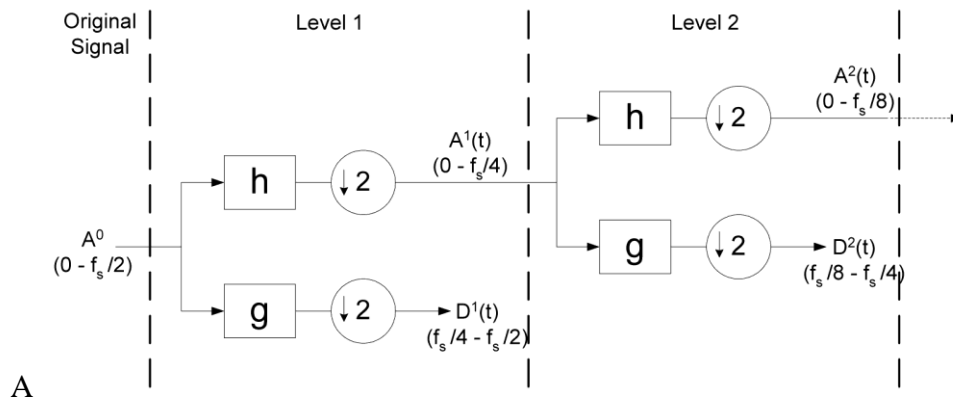 Original
Signal
Level 1
Level 2
A⁰
(0 - fₛ/2)
h
↓ 2
A¹(t)
(0 - fₛ/4)
g
↓ 2
D¹(t)
(fₛ/4 - fₛ/2)
h
↓ 2
A²(t)
(0 - fₛ/8)
g
↓ 2
D²(t)
(fₛ/8 - fₛ/4)
A